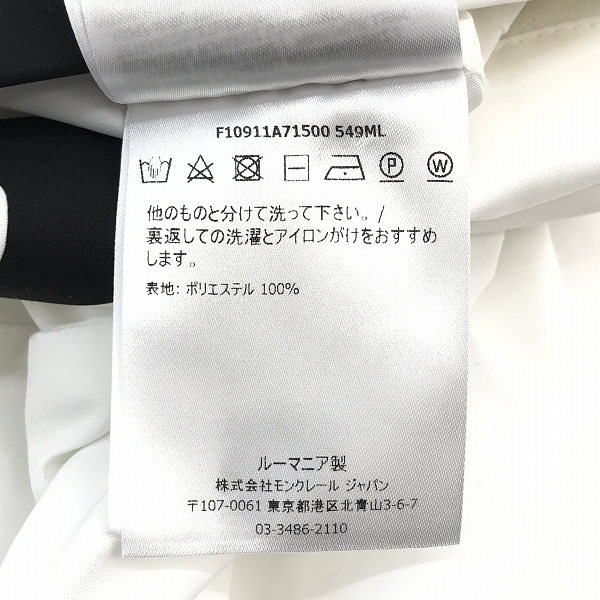 F10911A71500 549ML
P W
他のものと分けて洗って下さい。/
裏返しての洗濯とアイロンがけをおすすめ
します。
表地: ポリエステル 100%
ルーマニア製
株式会社モンクレール ジャパン
〒107-0061 東京都港区北青山3-6-7
03-3486-2110